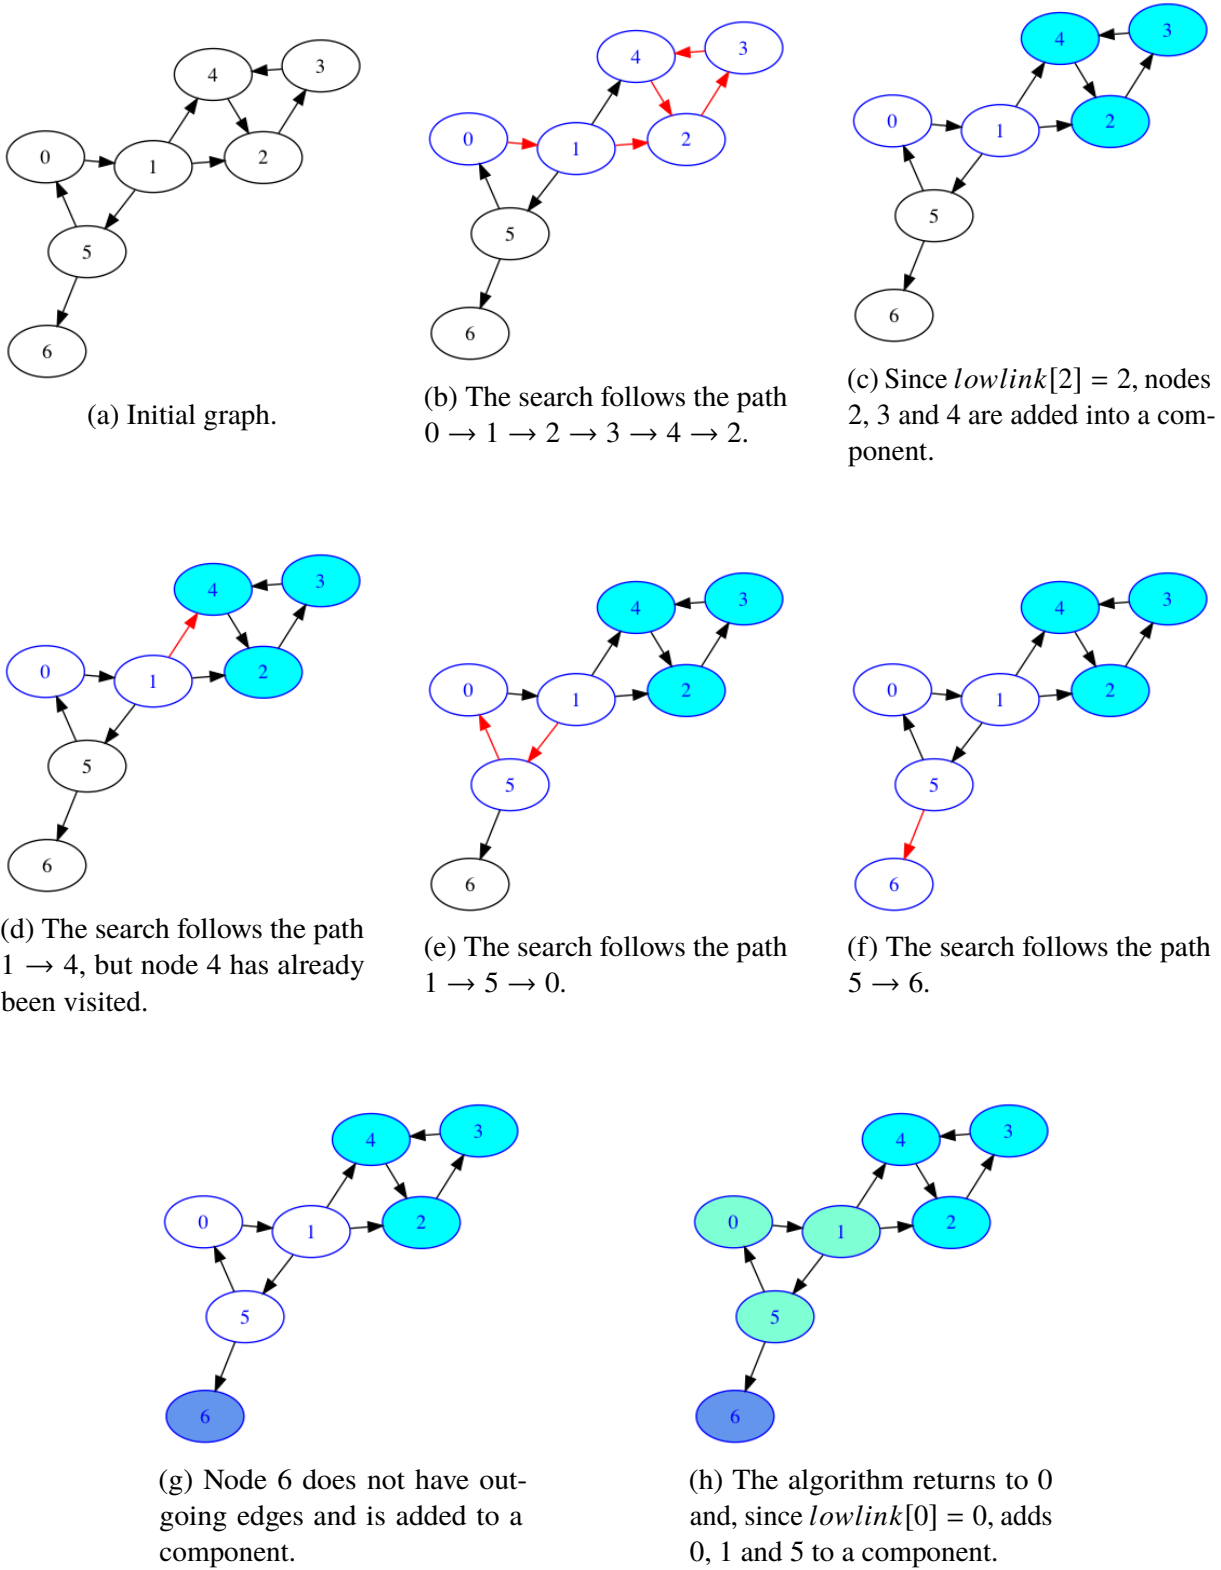 4
3
0
1
2
5
6
(a) Initial graph.
4
3
0
1
2
5
6
(b) The search follows the path
0 → 1 → 2 → 3 → 4 → 2.
4
3
0
1
2
5
6
(c) Since lowlink[2] = 2, nodes
2, 3 and 4 are added into a com-
ponent.
4
3
0
1
2
5
6
(d) The search follows the path
1 → 4, but node 4 has already
been visited.
4
3
0
1
2
5
6
(e) The search follows the path
1 → 5 → 0.
4
3
0
1
2
5
6
(f) The search follows the path
5 → 6.
4
3
0
1
2
5
6
(g) Node 6 does not have out-
going edges and is added to a
component.
4
3
0
1
2
5
6
(h) The algorithm returns to 0
and, since lowlink[0] = 0, adds
0, 1 and 5 to a component.